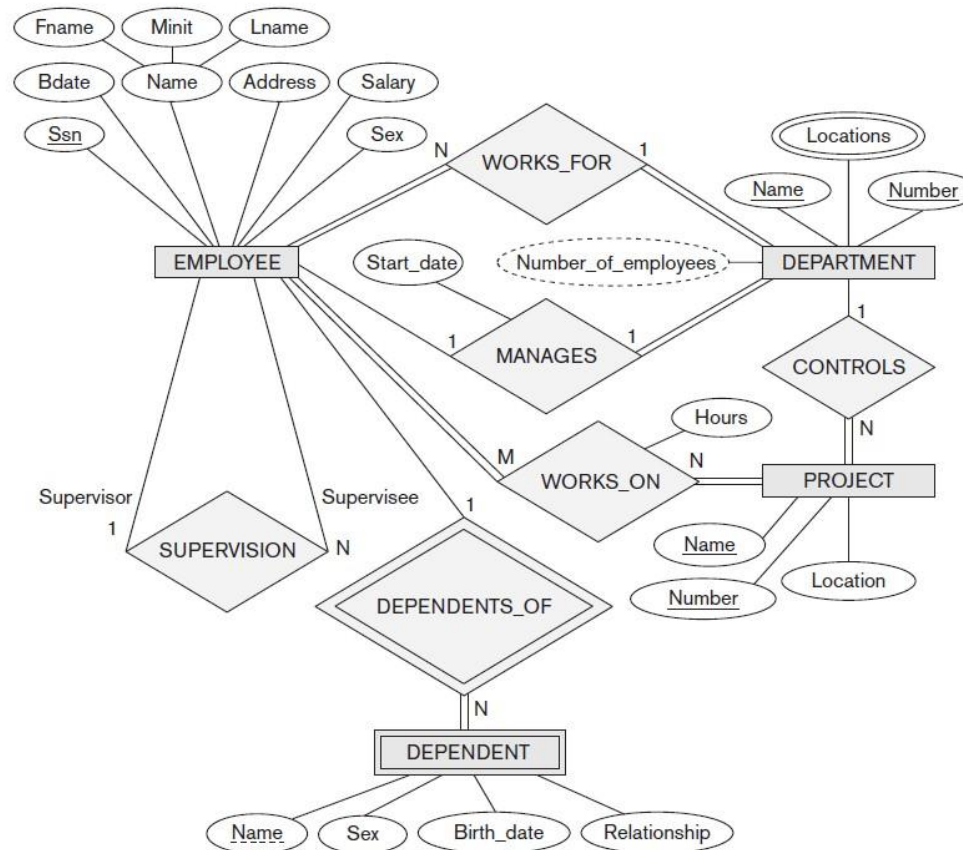 Fname
Minit
Lname
Bdate
Name
Address
Salary
Ssn
Sex
N
WORKS_FOR
1
Locations
Name
Number
EMPLOYEE
Start_date
Number_of_employees
DEPARTMENT
1
MANAGES
1
1
CONTROLS
N
Hours
M
WORKS_ON
N
PROJECT
Supervisor
1
SUPERVISION
Supervisee
N
1
Name
Number
Location
DEPENDENTS_OF
N
DEPENDENT
Name
Sex
Birth_date
Relationship